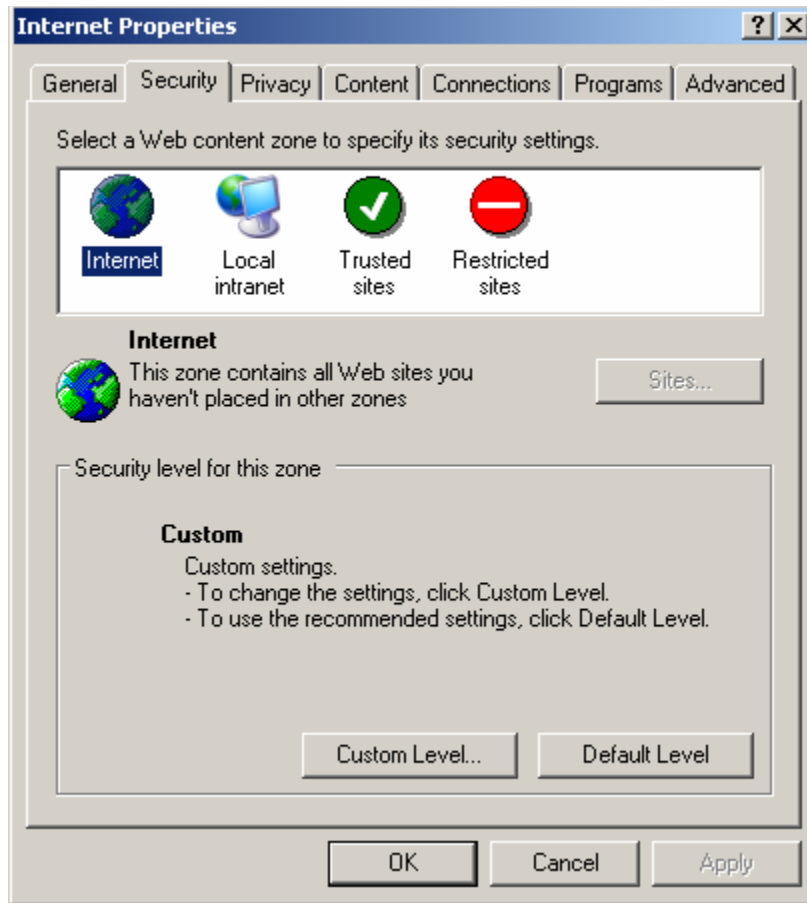 Internet Properties
? X
General Security Privacy Content Connections Programs Advanced
Select a Web content zone to specify its security settings.
Internet Local intranet Trusted sites Restricted sites
Internet
This zone contains all Web sites you
haven't placed in other zones
Sites...
Security level for this zone
Custom
Custom settings.
- To change the settings, click Custom Level.
- To use the recommended settings, click Default Level.
Custom Level... Default Level
OK Cancel Apply